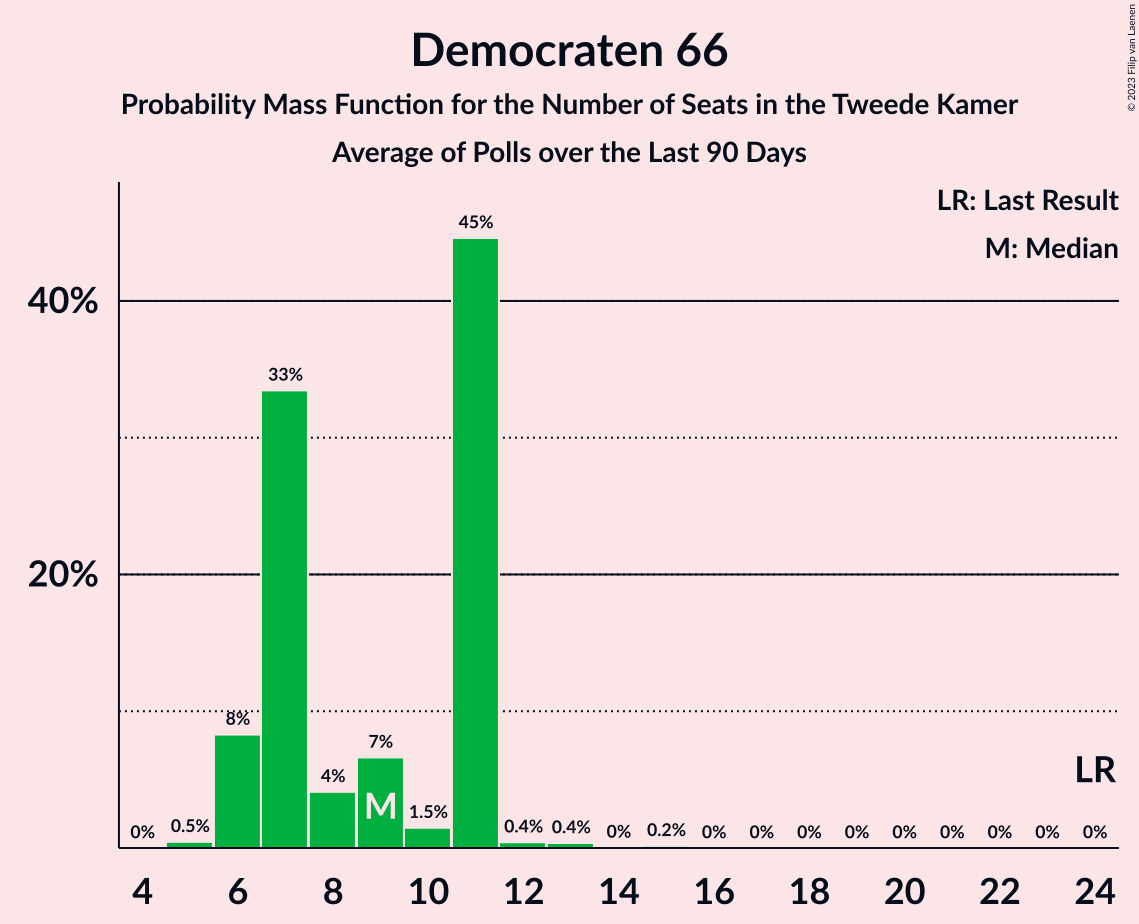 Democraten 66
Probability Mass Function for the Number of Seats in the Tweede Kamer
Average of Polls over the Last 90 Days
© 2023 Filip van Laenen
LR: Last Result
M: Median
40%
20%
0%
0.5%
8%
33%
4%
7%
1.5%
45%
0.4%
0.4%
0%
0.2%
0%
0%
0%
0%
0%
0%
0%
0%
0%
M
LR
4 6 8 10 12 14 16 18 20 22 24